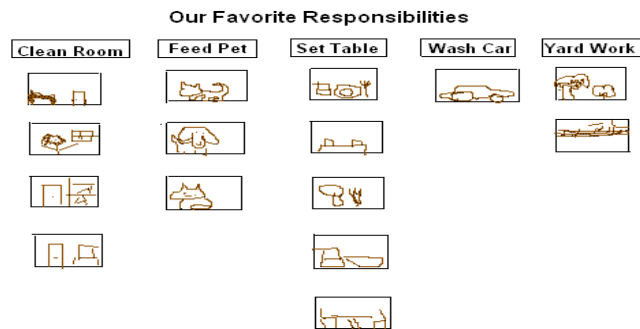 Our Favorite Responsibilities
Clean Room Feed Pet Set Table Wash Car Yard Work